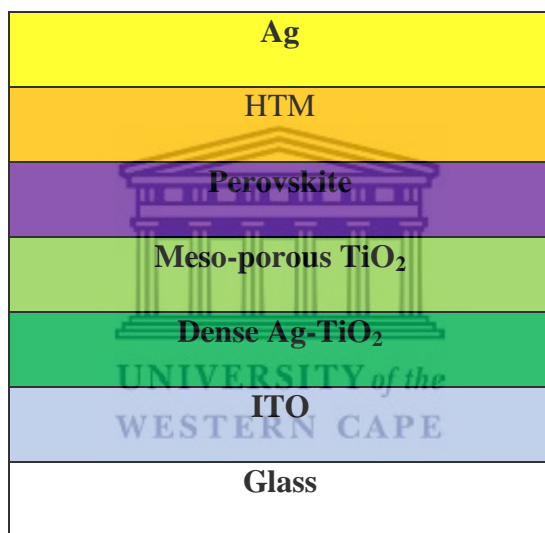 Ag
HTM
Perovskite
Meso-porous TiO₂
Dense Ag-TiO₂
UNIVERSITY of the
ITO
WESTERN CAPE
Glass